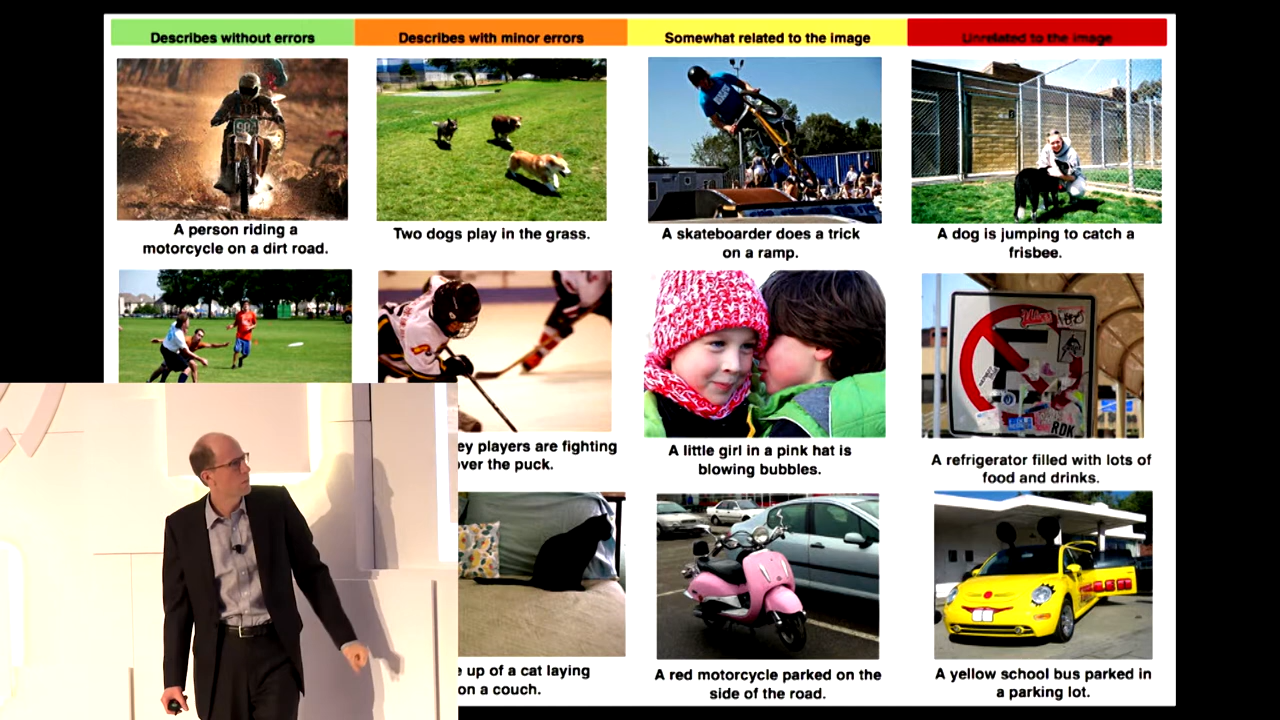 Describes without errors
Describes with minor errors
Somewhat related to the image
Unrelated to the image
A person riding a
motorcycle on a dirt road.
Two dogs play in the grass.
A skateboarder does a trick
on a ramp.
A dog is jumping to catch a
frisbee.
ey players are fighting
over the puck.
A little girl in a pink hat is
blowing bubbles.
RDK
A refrigerator filled with lots of
food and drinks.
e up of a cat laying
on a couch.
A red motorcycle parked on the
side of the road.
A yellow school bus parked in
a parking lot.